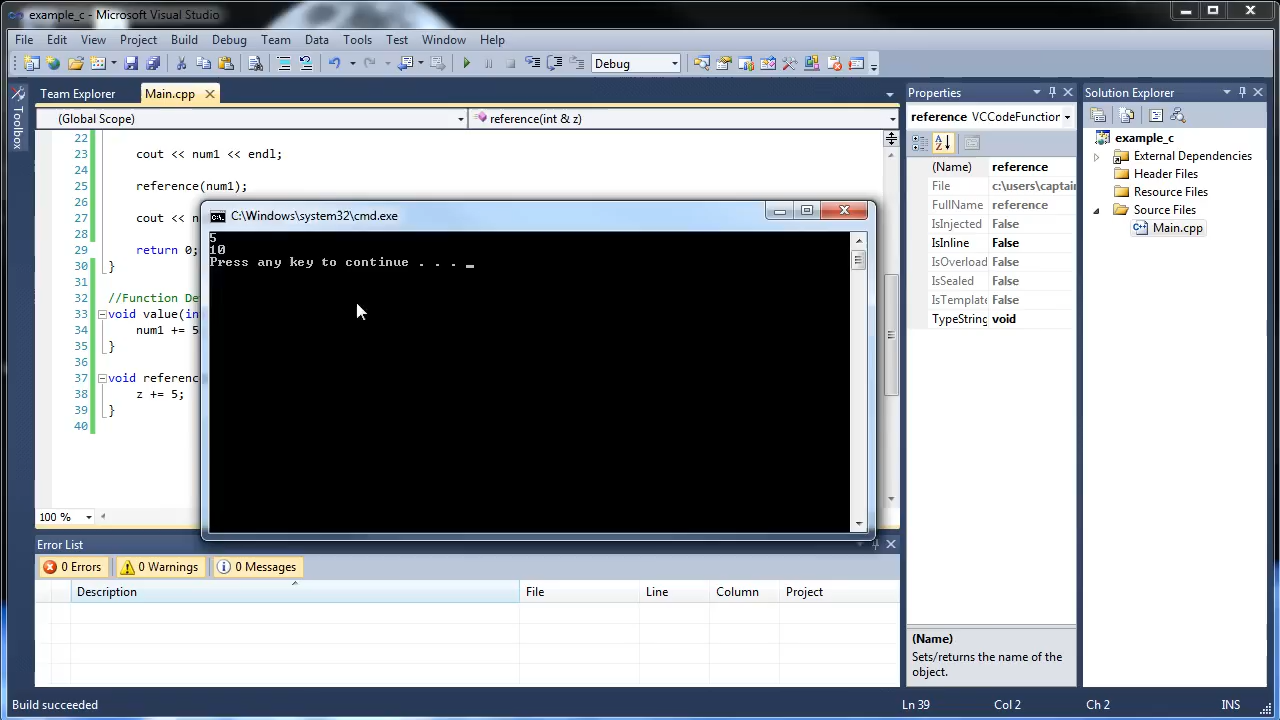 example_c - Microsoft Visual Studio
File Edit View Project Build Debug Team Data Tools Test Window Help
Debug
Team Explorer Main.cpp
Toolbox
(Global Scope) reference(int & z)
22
23 cout << num1 << endl;
24
25 reference(num1);
26
27 cout << n
28
29 return 0;
30 }
31
32 //Function De
33 void value(in
34 num1 += 5
35 }
36
37 void referenc
38 z += 5;
39 }
40
100 %
C:\Windows\system32\cmd.exe
5
10
Press any key to continue . . . _
Error List
0 Errors 0 Warnings 0 Messages
Description File Line Column Project
Properties
reference VCCodeFunction
(Name) reference
File c:\users\captain
FullName reference
IsInjected False
IsInline False
IsOverload False
IsSealed False
IsTemplate False
TypeString void
(Name)
Sets/returns the name of the
object.
Solution Explorer
example_c
External Dependencies
Header Files
Resource Files
Source Files
Main.cpp
Build succeeded Ln 39 Col 2 Ch 2 INS